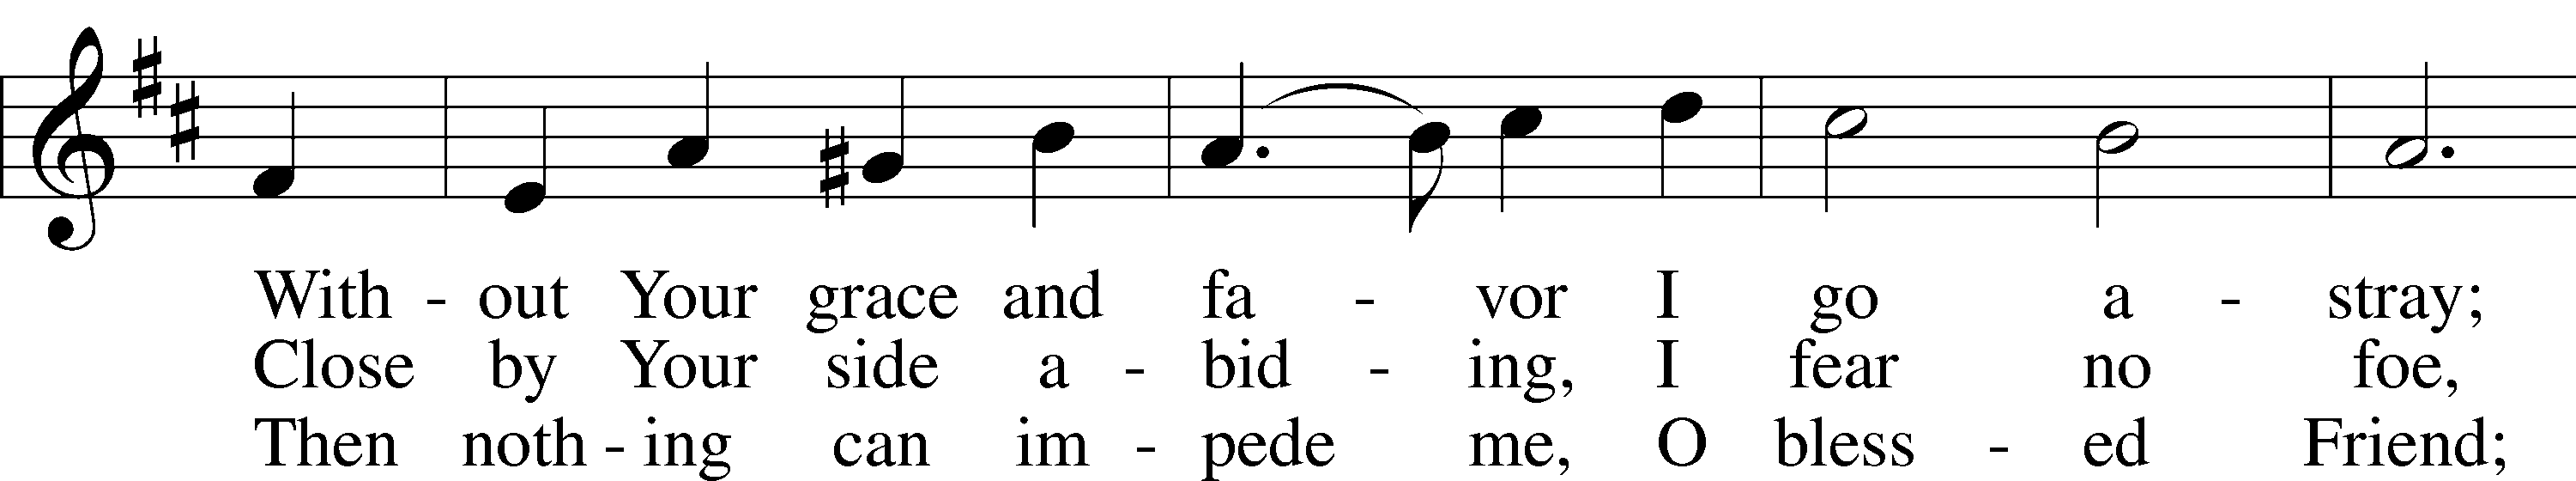 With - out Your grace and fa - vor I go a - stray;
Close by Your side a - bid - ing, I fear no foe,
Then noth - ing can im - pede me, O bless - ed Friend;